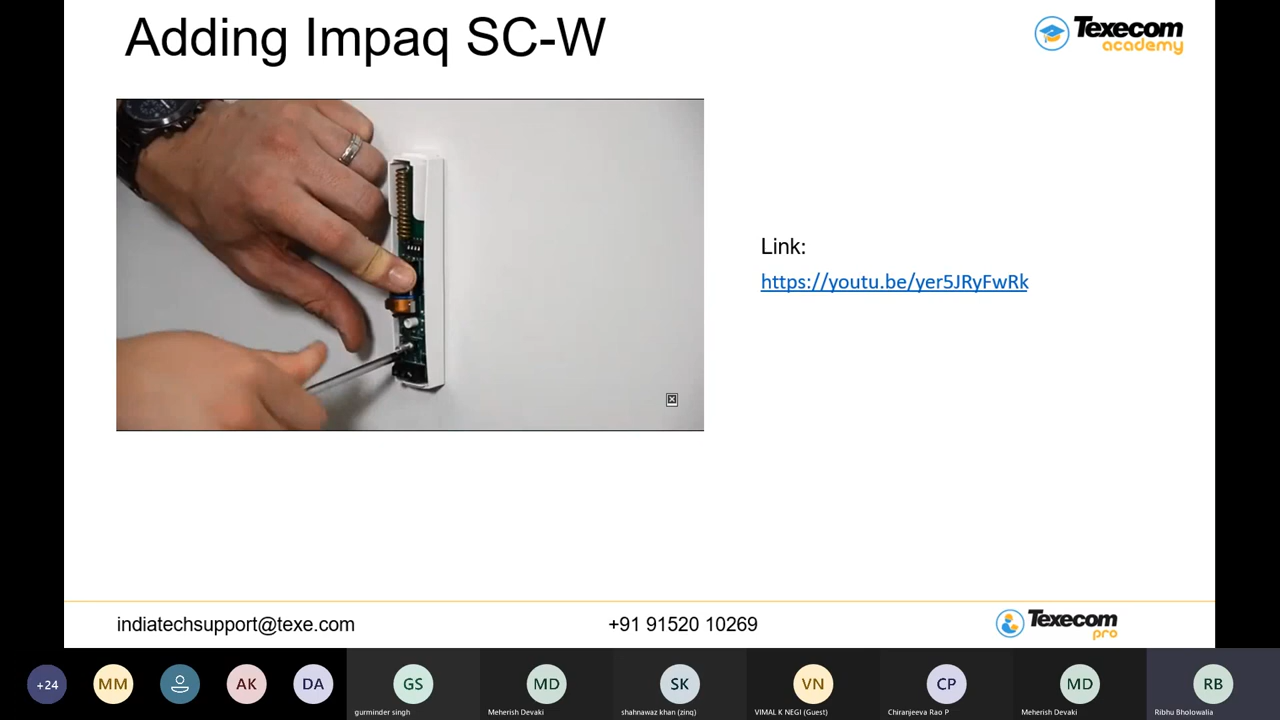 Adding Impaq SC-W
Texecom
academy
Link:
https://youtu.be/yer5JRyFwRk
indiatechsupport@texe.com
+91 91520 10269
Texecom
pro
+24
MM
AK
DA
GS
MD
SK
VN
CP
MD
RB
gurminder singh
Meherish Devaki
shahnawaz khan (zinq)
VIMAL K NEGI (Guest)
Chiranjeeva Rao P
Meherish Devaki
Ribhu Bholowalia